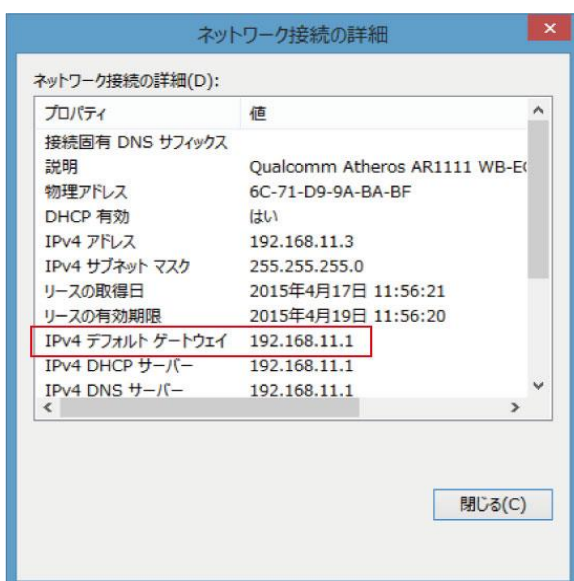 ネットワーク接続の詳細
ネットワーク接続の詳細(D):
プロパティ 値
接続固有 DNS サフィックス
説明 Qualcomm Atheros AR1111 WB-E
物理アドレス 6C-71-D9-9A-BA-BF
DHCP 有効 はい
IPv4 アドレス 192.168.11.3
IPv4 サブネット マスク 255.255.255.0
リースの取得日 2015年4月17日 11:56:21
リースの有効期限 2015年4月19日 11:56:20
IPv4 デフォルト ゲートウェイ 192.168.11.1
IPv4 DHCP サーバー 192.168.11.1
IPv4 DNS サーバー 192.168.11.1
閉じる(C)